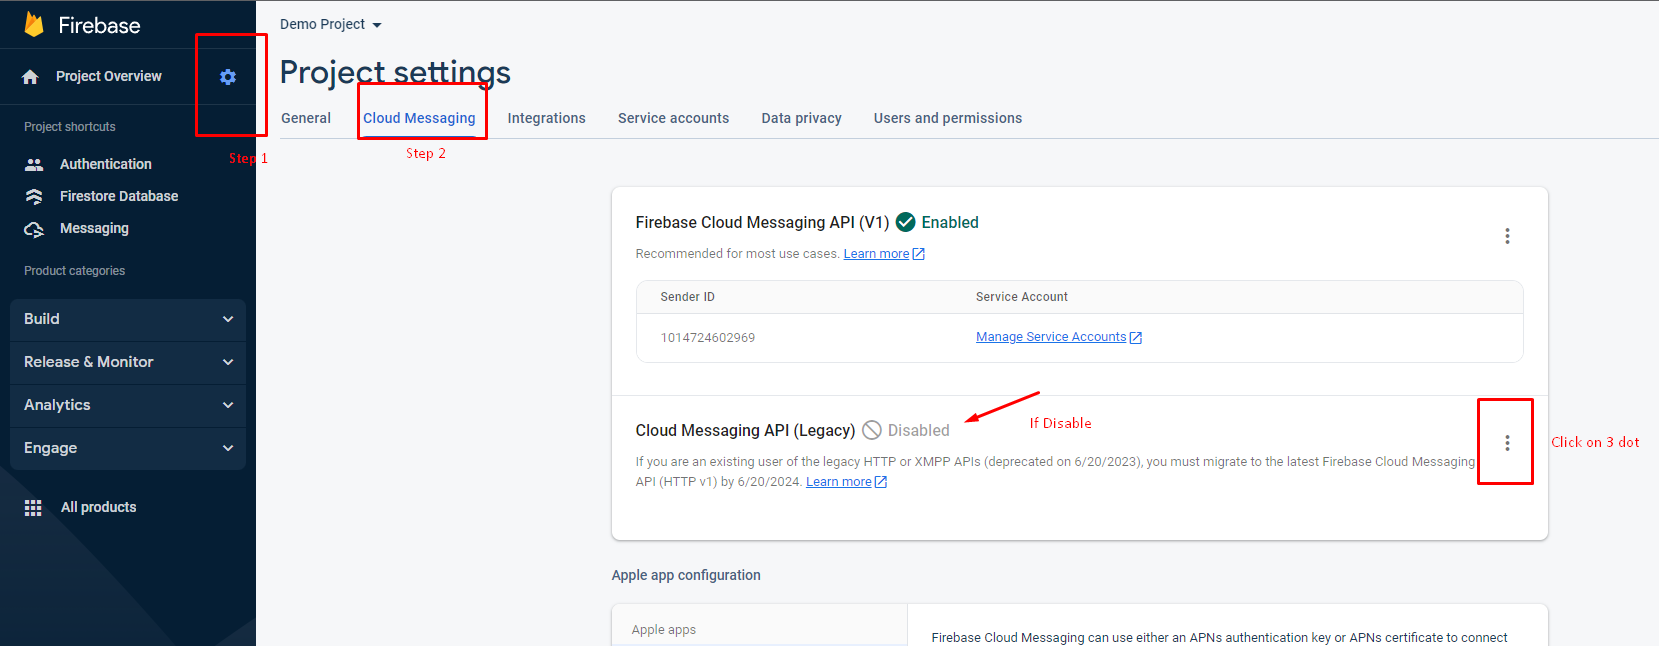 Firebase
Demo Project
Project Overview
Project settings
General Cloud Messaging Integrations Service accounts Data privacy Users and permissions
Project shortcuts
Step 1
Step 2
Authentication
Firestore Database
Messaging
Product categories
Build
Release & Monitor
Analytics
Engage
All products
Firebase Cloud Messaging API (V1) Enabled
Recommended for most use cases. Learn more
Sender ID Service Account
1014724602969 Manage Service Accounts
If Disable
Cloud Messaging API (Legacy) Disabled
Click on 3 dot
If you are an existing user of the legacy HTTP or XMPP APIs (deprecated on 6/20/2023), you must migrate to the latest Firebase Cloud Messaging
API (HTTP v1) by 6/20/2024. Learn more
Apple app configuration
Apple apps
Firebase Cloud Messaging can use either an APNs authentication key or APNs certificate to connect